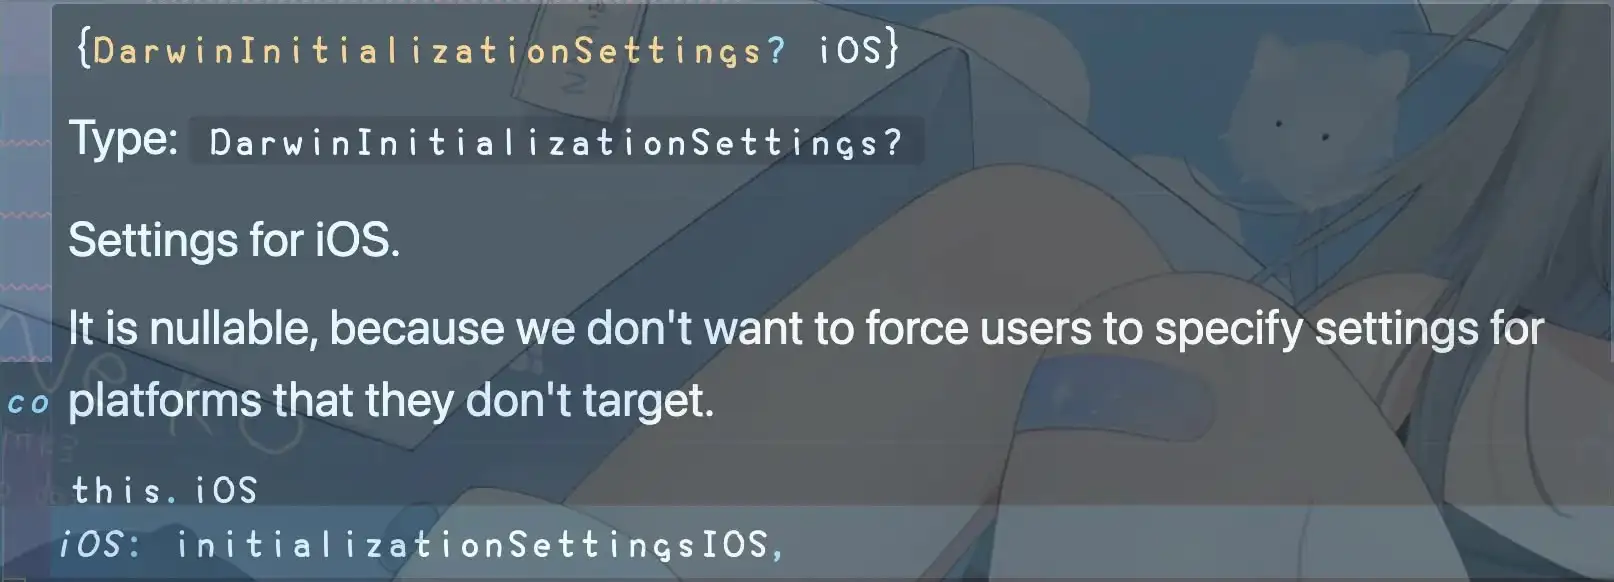 {DarwinInitializationSettings? iOS}
Type: DarwinInitializationSettings?
Settings for iOS.
It is nullable, because we don't want to force users to specify settings for
platforms that they don't target.
co
this.iOS
iOS: initializationSettingsIOS,